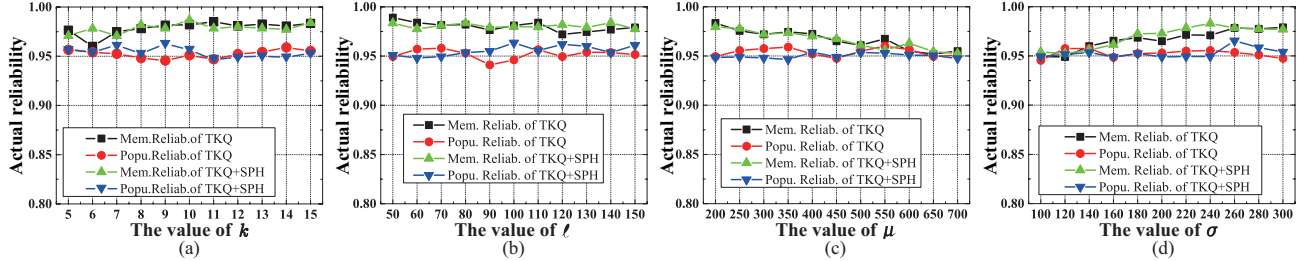 Actual reliability
1.00
0.95
0.90
0.85
0.80
Mem.Reliab.of TKQ
Popu.Reliab.of TKQ
Mem.Reliab.of TKQ+SPH
Popu.Reliab.of TKQ+SPH
5 6 7 8 9 10 11 12 13 14 15
The value of k
(a)
Actual reliability
1.00
0.95
0.90
0.85
0.80
Mem. Reliab. of TKQ
Popu. Reliab. of TKQ
Mem. Reliab. of TKQ+SPH
Popu. Reliab. of TKQ+SPH
50 60 70 80 90 100 110 120 130 140 150
The value of ℓ
(b)
Actual reliability
1.00
0.95
0.90
0.85
0.80
Mem. Reliab. of TKQ
Popu. Reliab. of TKQ
Mem. Reliab. of TKQ+SPH
Popu. Reliab. of TKQ+SPH
200 250 300 350 400 450 500 550 600 650 700
The value of μ
(c)
Actual reliability
1.00
0.95
0.90
0.85
0.80
Mem. Reliab. of TKQ
Popu. Reliab. of TKQ
Mem. Reliab. of TKQ+SPH
Popu. Reliab. of TKQ+SPH
100 120 140 160 180 200 220 240 260 280 300
The value of σ
(d)